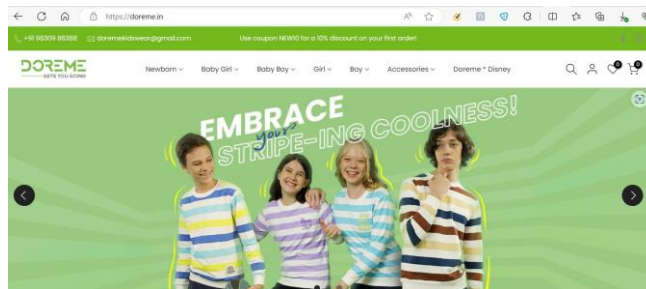 https://doreme.in
+91 96309 88388 doremekidswear@gmail.com Use coupon NEW10 for a 10% discount on your first order!
DOREME
GETS YOU GOING
Newborn Baby Girl Baby Boy Girl Boy Accessories Doreme * Disney
0 0
EMBRACE
your
STRIPE-ING COOLNESS!